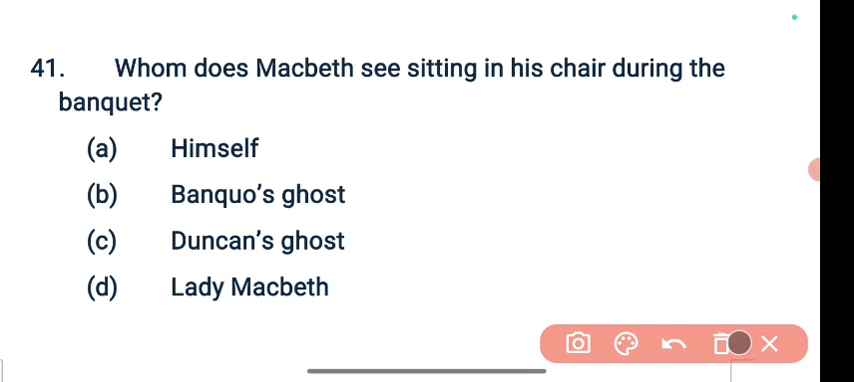 41. Whom does Macbeth see sitting in his chair during the
banquet?
(a) Himself
(b) Banquo’s ghost
(c) Duncan’s ghost
(d) Lady Macbeth